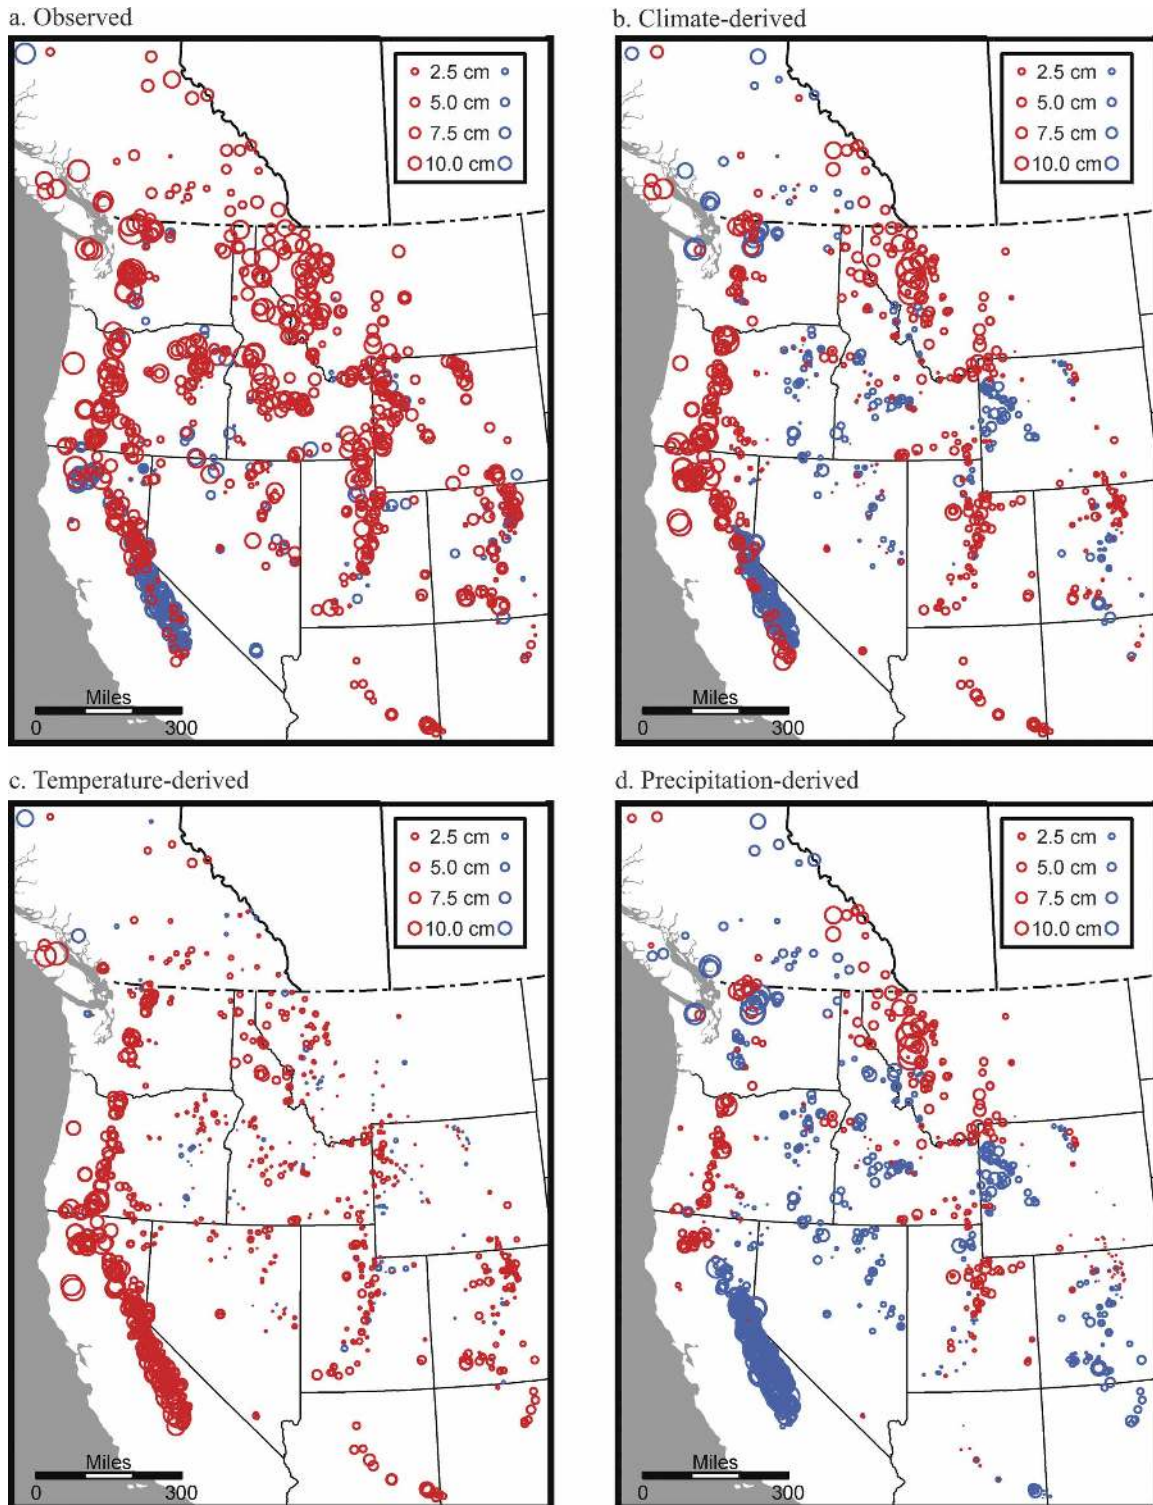 a. Observed
2.5 cm
5.0 cm
7.5 cm
10.0 cm
Miles
0 300
b. Climate-derived
2.5 cm
5.0 cm
7.5 cm
10.0 cm
Miles
0 300
c. Temperature-derived
2.5 cm
5.0 cm
7.5 cm
10.0 cm
Miles
0 300
d. Precipitation-derived
2.5 cm
5.0 cm
7.5 cm
10.0 cm
Miles
0 300